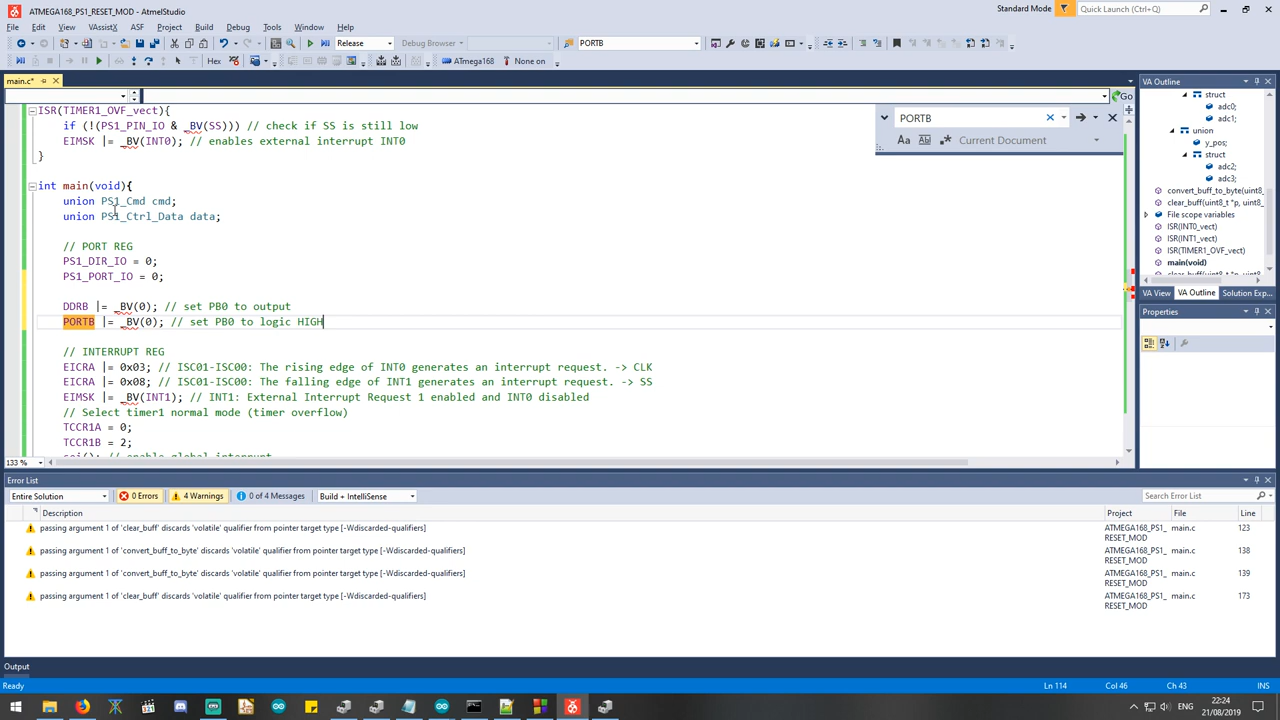 ATMEGA168_PS1_RESET_MOD - AtmelStudio
Standard Mode
Quick Launch (Ctrl+Q)
File Edit View VAssistX ASF Project Build Debug Tools Window Help
Release
Debug Browser
PORTB
Hex
ATmega168
None on
main.c*
Go
ISR(TIMER1_OVF_vect){
if (!(PS1_PIN_IO & _BV(SS))) // check if SS is still low
EIMSK |= _BV(INT0); // enables external interrupt INT0
}
int main(void){
union PS1_Cmd cmd;
union PS1_Ctrl_Data data;
// PORT REG
PS1_DIR_IO = 0;
PS1_PORT_IO = 0;
DDRB |= _BV(0); // set PB0 to output
PORTB |= _BV(0); // set PB0 to logic HIGH
// INTERRUPT REG
EICRA |= 0x03; // ISC01-ISC00: The rising edge of INT0 generates an interrupt request. -> CLK
EICRA |= 0x08; // ISC01-ISC00: The falling edge of INT1 generates an interrupt request. -> SS
EIMSK |= _BV(INT1); // INT1: External Interrupt Request 1 enabled and INT0 disabled
// Select timer1 normal mode (timer overflow)
TCCR1A = 0;
TCCR1B = 2;
sei(); // enable global interrupt
133 %
PORTB
Aa
Current Document
VA Outline
struct
adc0;
adc1;
union
y_pos;
struct
adc2;
adc3;
convert_buff_to_byte(uint8_
clear_buff(uint8_t *p, uint8_
File scope variables
ISR(INT0_vect)
ISR(INT1_vect)
ISR(TIMER1_OVF_vect)
main(void)
VA View VA Outline Solution Exp...
Properties
Error List
Entire Solution
0 Errors
4 Warnings
0 of 4 Messages
Build + IntelliSense
Search Error List
Description Project File Line
passing argument 1 of 'clear_buff' discards 'volatile' qualifier from pointer target type [-Wdiscarded-qualifiers] ATMEGA168_PS1_ main.c 123
RESET_MOD
passing argument 1 of 'convert_buff_to_byte' discards 'volatile' qualifier from pointer target type [-Wdiscarded-qualifiers] ATMEGA168_PS1_ main.c 138
RESET_MOD
passing argument 1 of 'convert_buff_to_byte' discards 'volatile' qualifier from pointer target type [-Wdiscarded-qualifiers] ATMEGA168_PS1_ main.c 139
RESET_MOD
passing argument 1 of 'clear_buff' discards 'volatile' qualifier from pointer target type [-Wdiscarded-qualifiers] ATMEGA168_PS1_ main.c 173
RESET_MOD
Output
Ready
Ln 114 Col 46 Ch 43 INS
ENG
22:24
21/08/2019